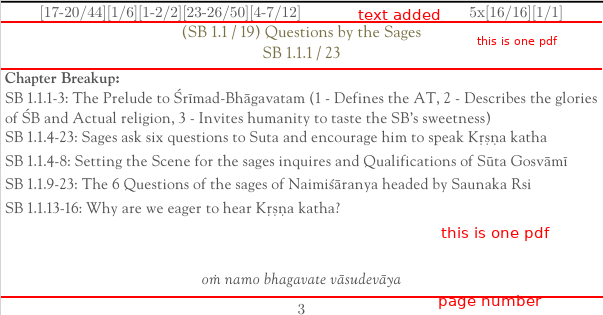 [17-20/44][1/6][1-2/2][23-26/50][4-7/12] text added 5x[16/16][1/1]
(SB 1.1 / 19) Questions by the Sages
this is one pdf
SB 1.1.1 / 23
Chapter Breakup:
SB 1.1.1-3: The Prelude to Śrīmad-Bhāgavatam (1 - Defines the AT, 2 - Describes the glories
of ŚB and Actual religion, 3 - Invites humanity to taste the SB’s sweetness)
SB 1.1.4-23: Sages ask six questions to Suta and encourage him to speak Kṛṣṇa katha
SB 1.1.4-8: Setting the Scene for the sages inquires and Qualifications of Sūta Gosvāmī
SB 1.1.9-23: The 6 Questions of the sages of Naimiśāranya headed by Saunaka Rsi
SB 1.1.13-16: Why are we eager to hear Kṛṣṇa katha?
this is one pdf
oṁ namo bhagavate vāsudevāya
page number
3